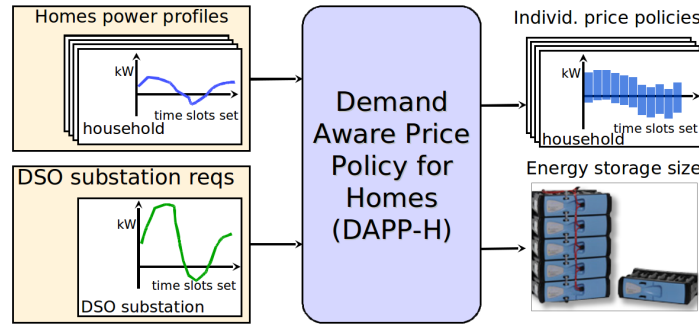 Homes power profiles
kW
time slots set
household
DSO substation reqs
kW
time slots set
DSO substation
Demand
Aware Price
Policy for
Homes
(DAPP-H)
Individ. price policies
kW
time slots set
household
Energy storage size